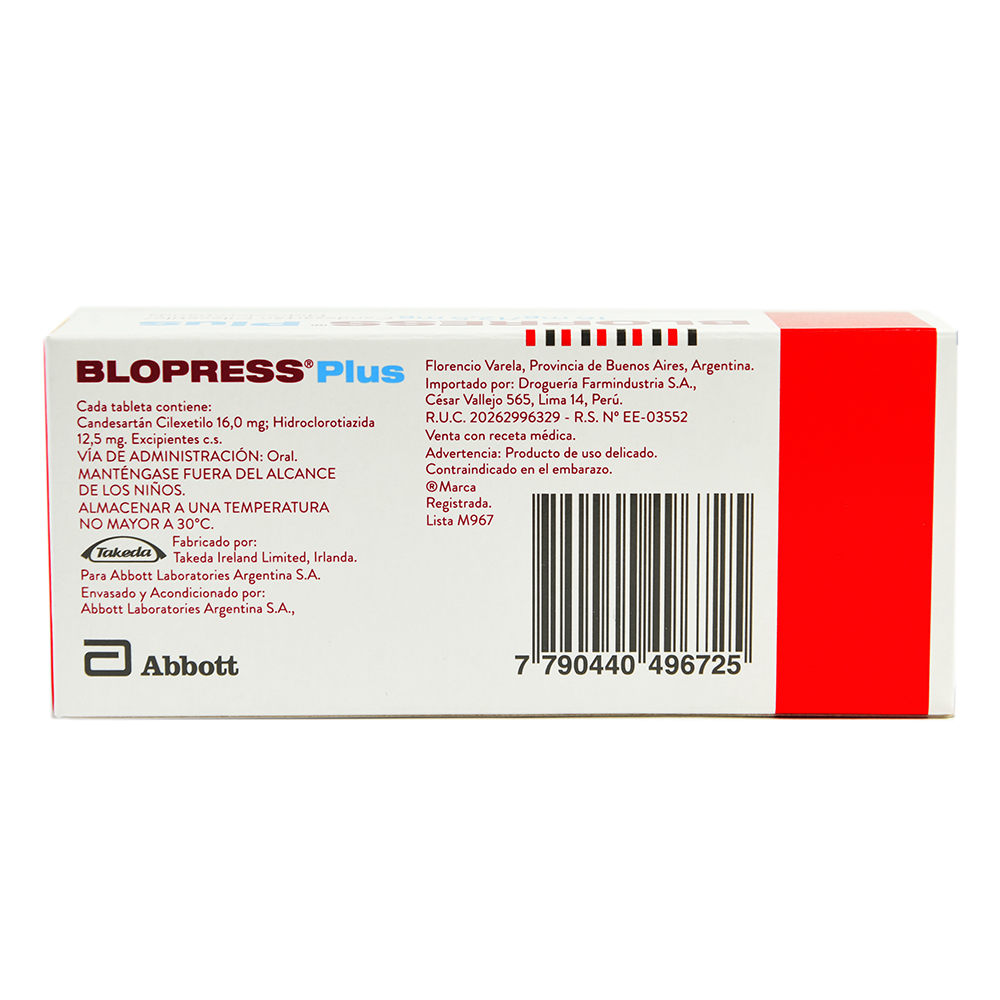 BLOPRESS® Plus
Cada tableta contiene:
Candesartán Cilexetilo 16,0 mg; Hidroclorotiazida
12,5 mg. Excipientes c.s.
VÍA DE ADMINISTRACIÓN: Oral.
MANTÉNGASE FUERA DEL ALCANCE
DE LOS NIÑOS.
ALMACENAR A UNA TEMPERATURA
NO MAYOR A 30°C.
Takeda
Fabricado por:
Takeda Ireland Limited, Irlanda.
Para Abbott Laboratories Argentina S.A.
Envasado y Acondicionado por:
Abbott Laboratories Argentina S.A.,
Abbott
Florencio Varela, Provincia de Buenos Aires, Argentina.
Importado por: Droguería Farmindustria S.A.,
César Vallejo 565, Lima 14, Perú.
R.U.C. 20262996329 - R.S. Nº EE-03552
Venta con receta médica.
Advertencia: Producto de uso delicado.
Contraindicado en el embarazo.
®Marca
Registrada.
Lista M967
7 790440 496725